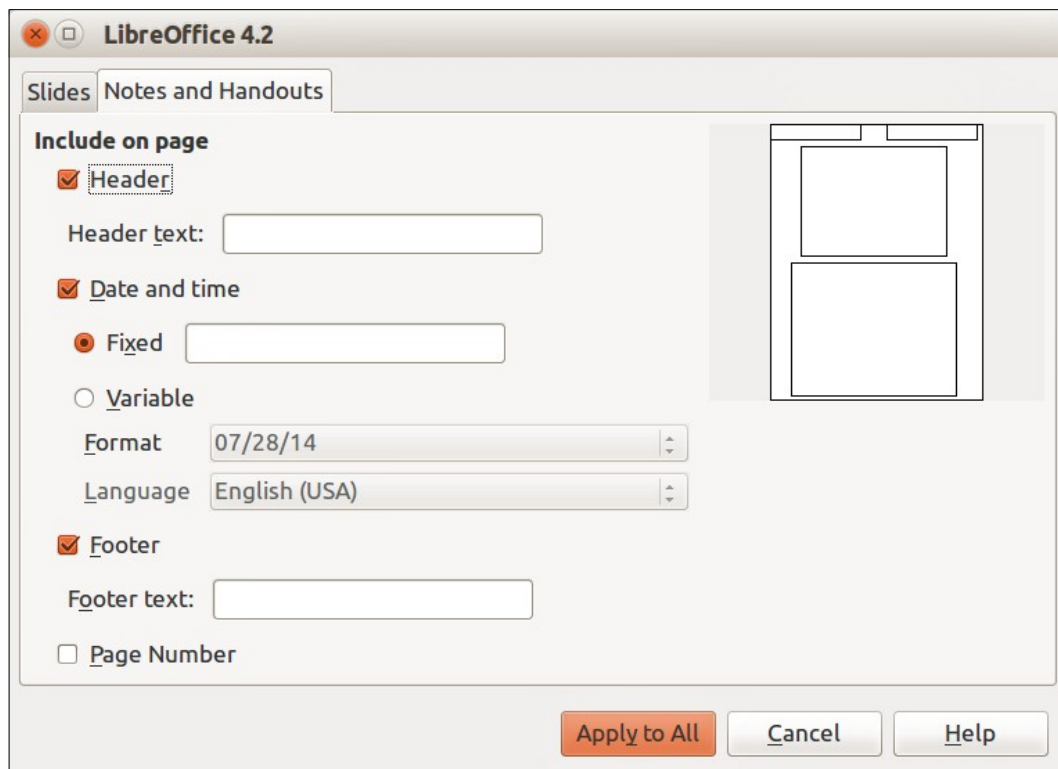 LibreOffice 4.2
Slides Notes and Handouts
Include on page
Header
Header text:
Date and time
Fixed
Variable
Format 07/28/14
Language English (USA)
Footer
Footer text:
Page Number
Apply to All Cancel Help